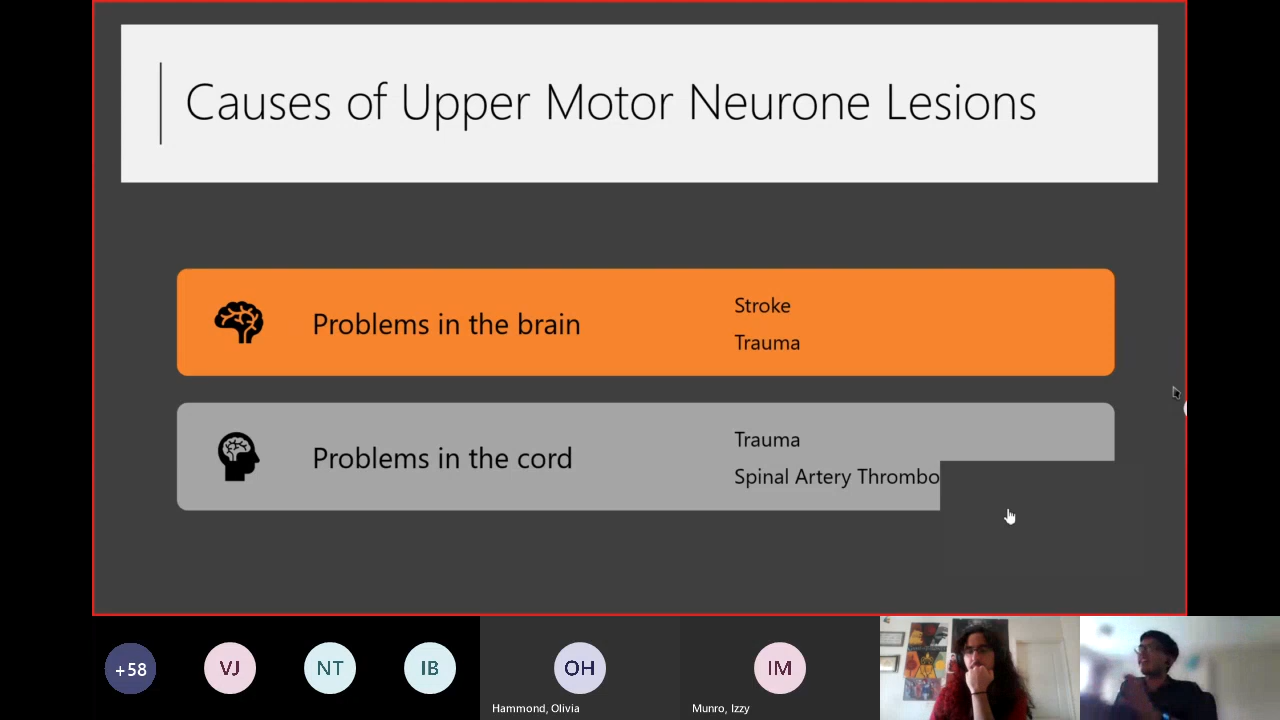 Causes of Upper Motor Neurone Lesions
Problems in the brain
Stroke
Trauma
Problems in the cord
Trauma
Spinal Artery Thrombo
+58
VJ
NT
IB
OH
IM
Hammond, Olivia
Munro, Izzy